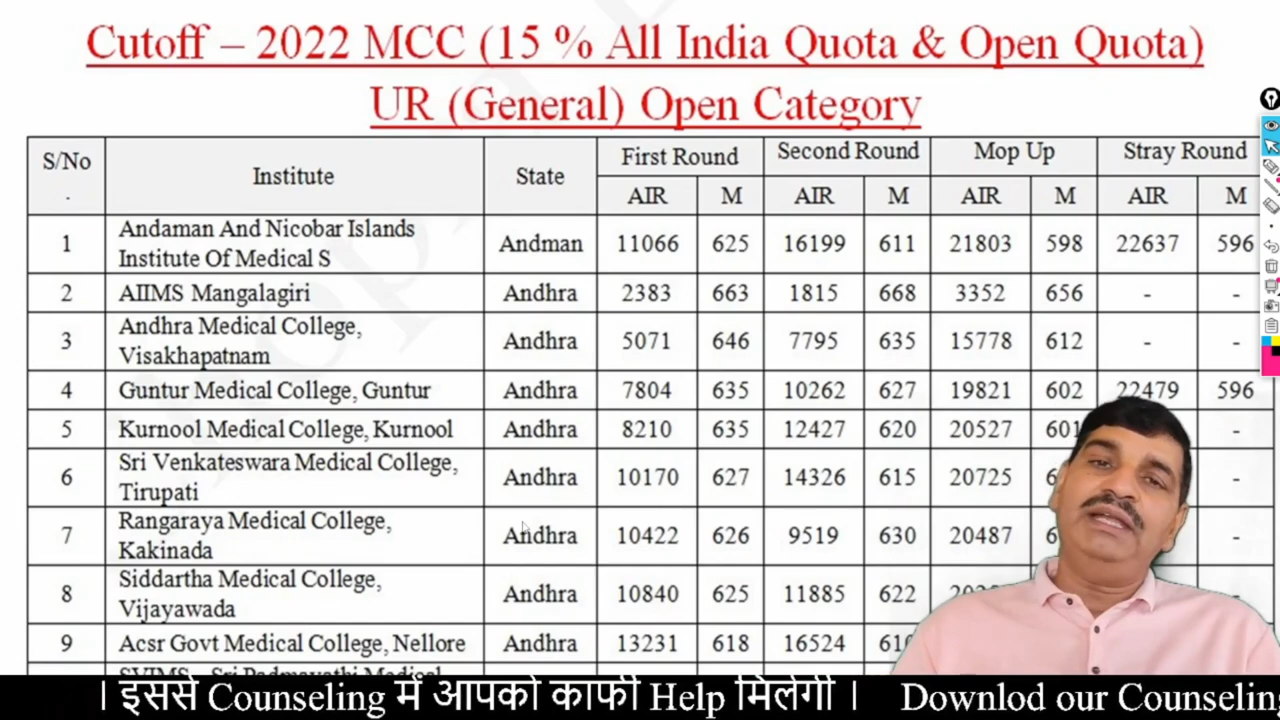 Cutoff – 2022 MCC (15 % All India Quota & Open Quota)
UR (General) Open Category
S/No . Institute State First Round Second Round Mop Up Stray Round
AIR M AIR M AIR M AIR M
1 Andaman And Nicobar Islands Institute Of Medical S Andman 11066 625 16199 611 21803 598 22637 596
2 AIIMS Mangalagiri Andhra 2383 663 1815 668 3352 656 - -
3 Andhra Medical College, Visakhapatnam Andhra 5071 646 7795 635 15778 612 - -
4 Guntur Medical College, Guntur Andhra 7804 635 10262 627 19821 602 22479 596
5 Kurnool Medical College, Kurnool Andhra 8210 635 12427 620 20527 601 -
6 Sri Venkateswara Medical College, Tirupati Andhra 10170 627 14326 615 20725 -
7 Rangaraya Medical College, Kakinada Andhra 10422 626 9519 630 20487 -
8 Siddartha Medical College, Vijayawada Andhra 10840 625 11885 622 -
9 Acsr Govt Medical College, Nellore Andhra 13231 618 16524 -
। इससे Counseling में आपको काफी Help मिलेगी । Downlod our Counseling